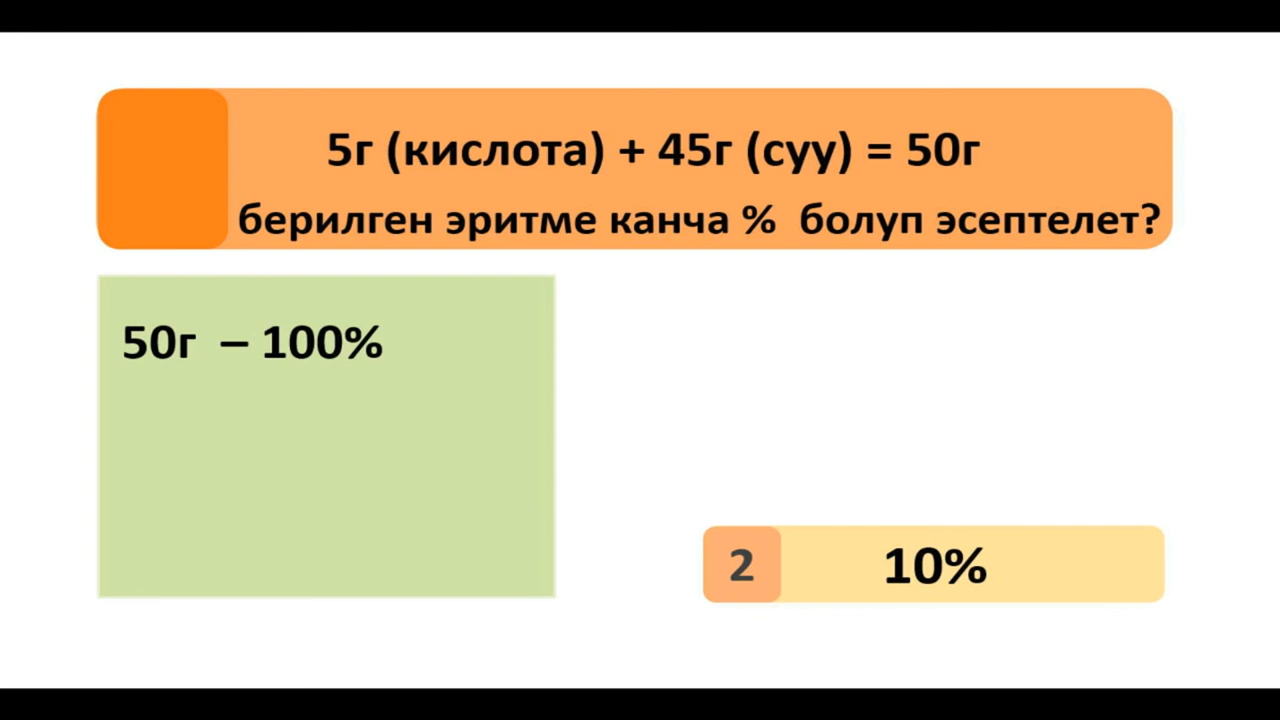 5г (кислота) + 45г (суу) = 50г
берилген эритме канча % болуп эсептелет?
50г – 100%
2 10%